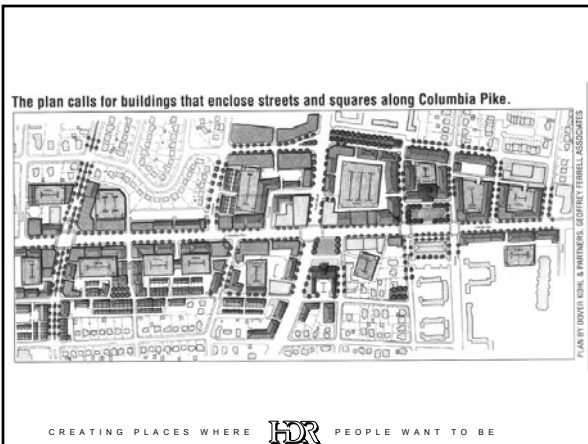 The plan calls for buildings that enclose streets and squares along Columbia Pike.
PLAN BY DOVER KOHL & PARTNERS, GEOFFREY FERRELL ASSOCIATES
CREATING PLACES WHERE HDR PEOPLE WANT TO BE